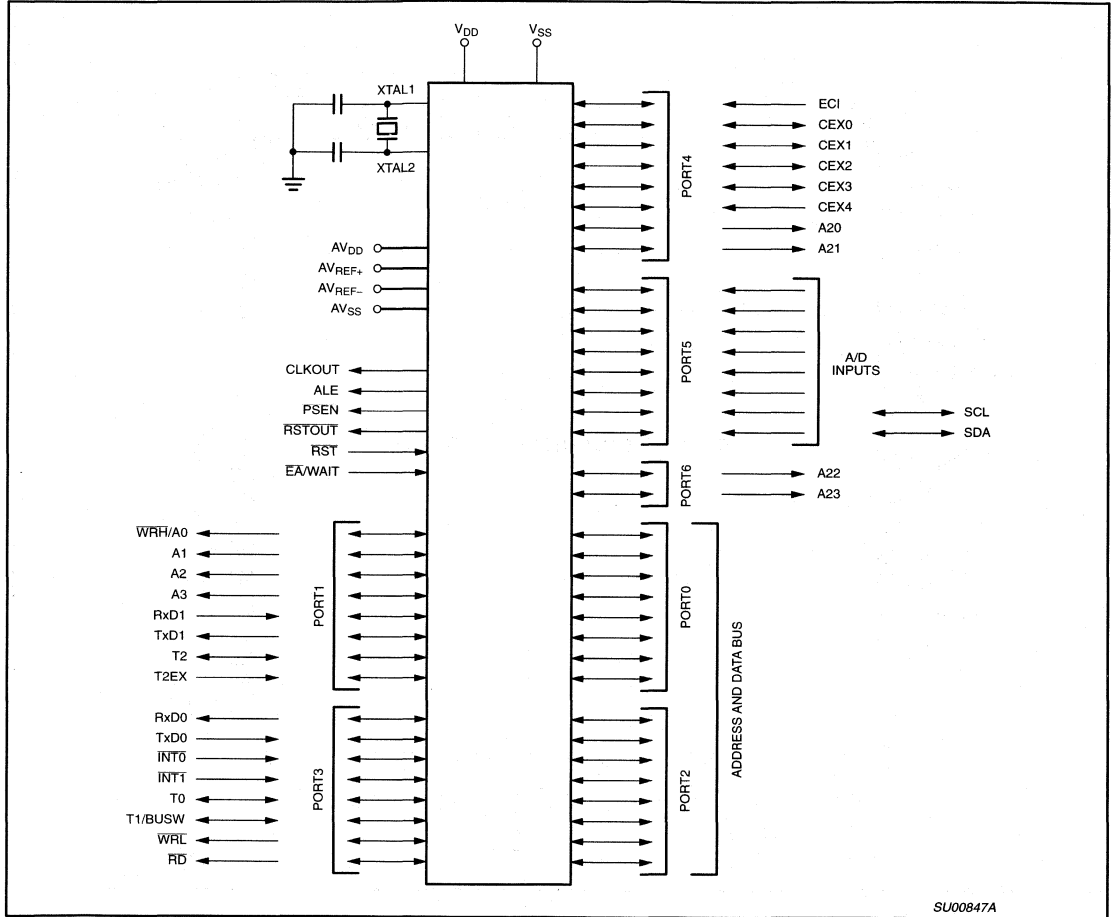 VDD
VSS
XTAL1
XTAL2
AVDD
AVREF+
AVREF–
AVSS
CLKOUT
ALE
PSEN
RSTOUT
RST
EA/WAIT
WRH/A0
A1
A2
A3
RxD1
TxD1
T2
T2EX
PORT1
RxD0
TxD0
INT0
INT1
T0
T1/BUSW
WRL
RD
PORT3
PORT4
ECI
CEX0
CEX1
CEX2
CEX3
CEX4
A20
A21
PORT5
A/D
INPUTS
SCL
SDA
PORT6
A22
A23
PORT0
PORT2
ADDRESS AND DATA BUS
SU00847A